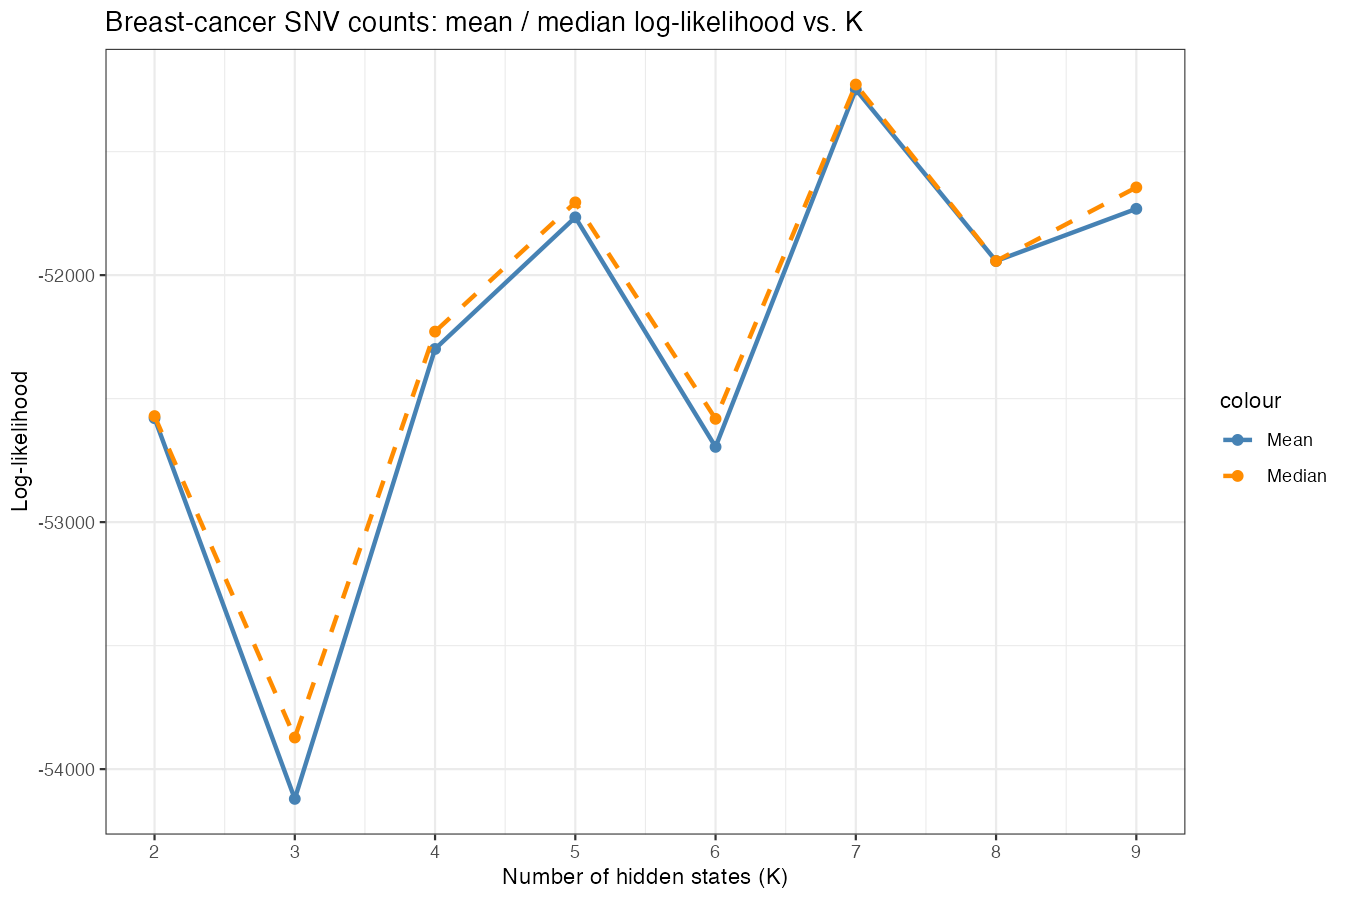 Breast-cancer SNV counts: mean / median log-likelihood vs. K
Log-likelihood
-52000
-53000
-54000
2 3 4 5 6 7 8 9
Number of hidden states (K)
colour
Mean
Median